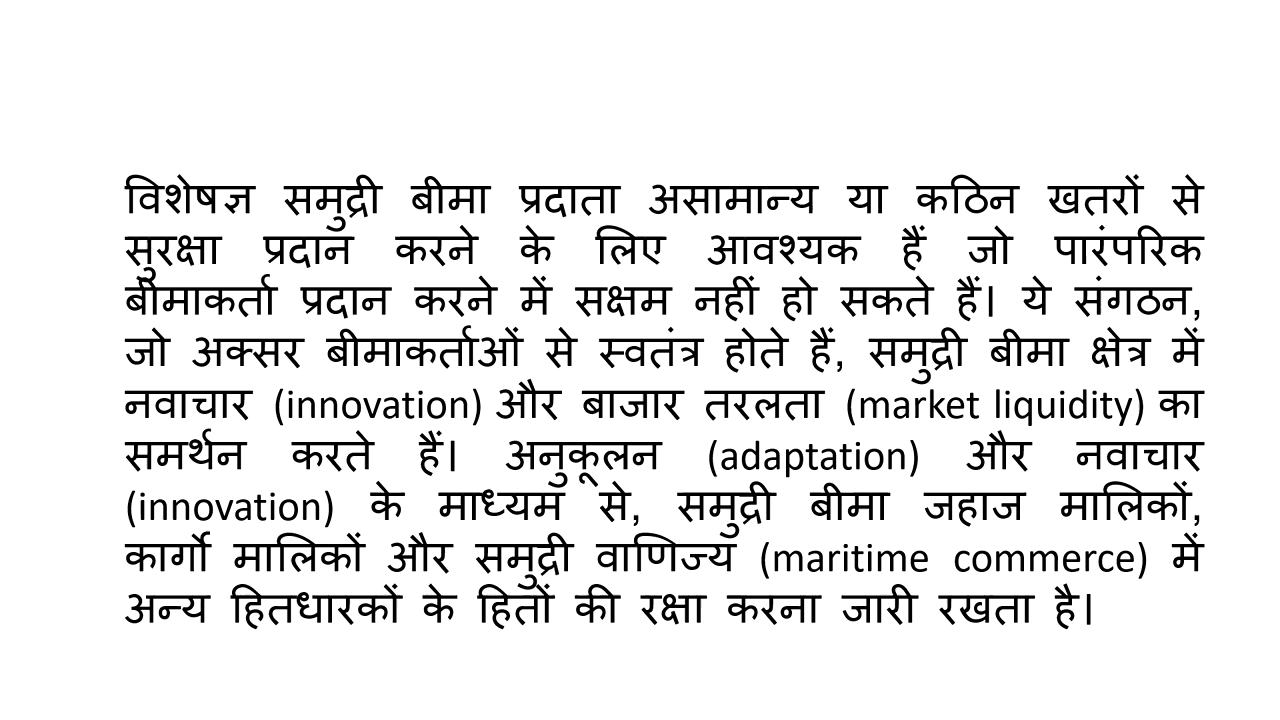 विशेषज्ञ समुद्री बीमा प्रदाता असामान्य या कठिन खतरों से
सुरक्षा प्रदान करने के लिए आवश्यक हैं जो पारंपरिक
बीमाकर्ता प्रदान करने में सक्षम नहीं हो सकते हैं। ये संगठन,
जो अक्सर बीमाकर्ताओं से स्वतंत्र होते हैं, समुद्री बीमा क्षेत्र में
नवाचार (innovation) और बाजार तरलता (market liquidity) का
समर्थन करते हैं। अनुकूलन (adaptation) और नवाचार
(innovation) के माध्यम से, समुद्री बीमा जहाज मालिकों,
कार्गो मालिकों और समुद्री वाणिज्य (maritime commerce) में
अन्य हितधारकों के हितों की रक्षा करना जारी रखता है।